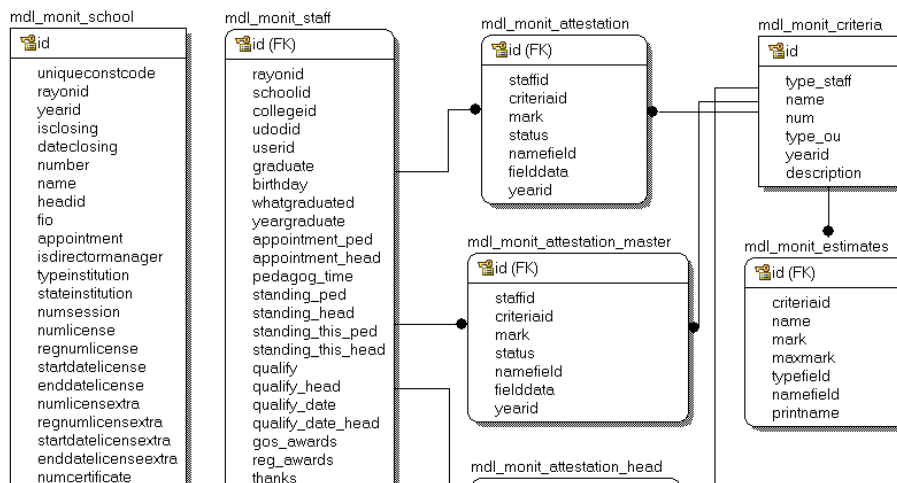 mdl_monit_school
id
uniqueconstcode
rayonid
yearid
isclosing
dateclosing
number
name
headid
fio
appointment
isdirectormanager
typeinstitution
stateinstitution
numsession
numlicense
regnumlicense
startdatelicense
enddatelicense
numlicensextra
regnumlicensextra
startdatelicensextra
enddatelicenseextra
numcertificate
mdl_monit_staff
id (FK)
rayonid
schoolid
collegeid
udodid
userid
graduate
birthday
whatgraduated
yeargraduate
appointment_ped
appointment_head
pedagog_time
standing_ped
standing_head
standing_this_ped
standing_this_head
qualify
qualify_head
qualify_date
qualify_date_head
gos_awards
reg_awards
thanks
mdl_monit_attestation
id (FK)
staffid
criteriaid
mark
status
namefield
fielddata
yearid
mdl_monit_attestation_master
id (FK)
staffid
criteriaid
mark
status
namefield
fielddata
yearid
mdl_monit_attestation_head
mdl_monit_criteria
id
type_staff
name
num
type_ou
yearid
description
mdl_monit_estimates
id (FK)
criteriaid
name
mark
maxmark
typefield
namefield
printname